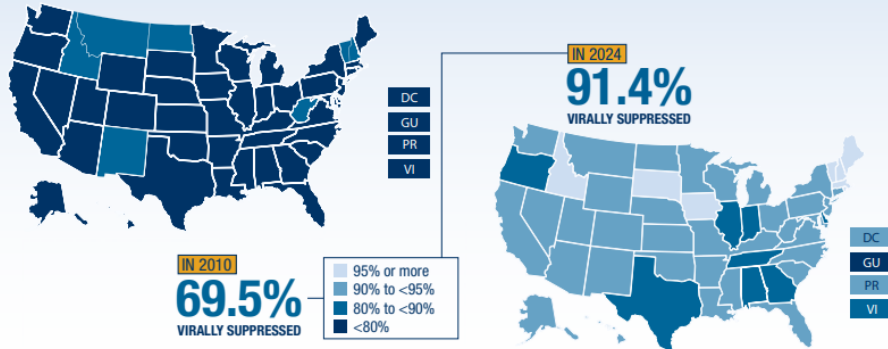 DC
GU
PR
VI
IN 2010
69.5%
VIRALLY SUPPRESSED
95% or more
90% to <95%
80% to <90%
<80%
IN 2024
91.4%
VIRALLY SUPPRESSED
DC
GU
PR
VI